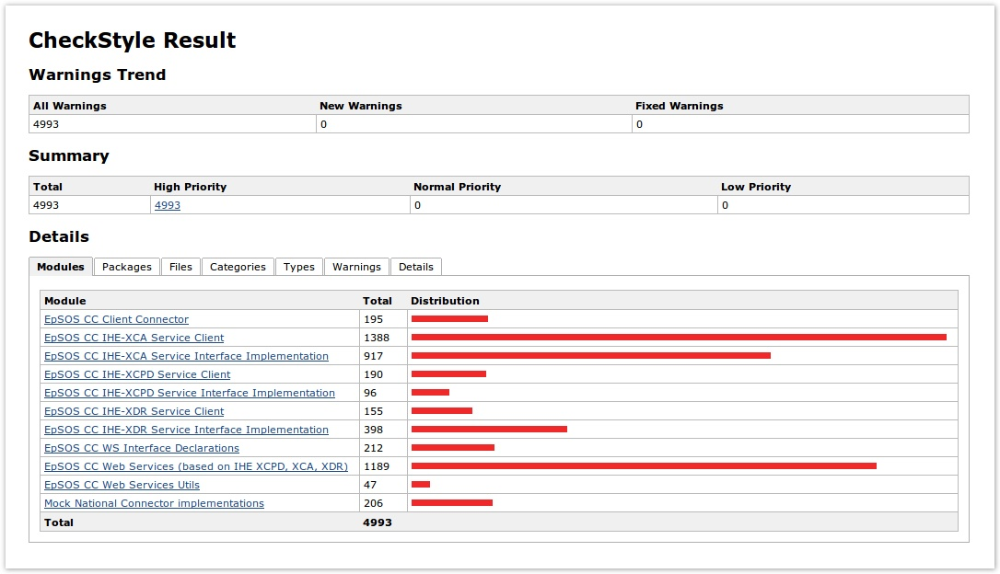 CheckStyle Result
Warnings Trend
All Warnings New Warnings Fixed Warnings
4993 0 0
Summary
Total High Priority Normal Priority Low Priority
4993 4993 0 0
Details
Modules Packages Files Categories Types Warnings Details
Module Total Distribution
EpSOS CC Client Connector 195
EpSOS CC IHE-XCA Service Client 1388
EpSOS CC IHE-XCA Service Interface Implementation 917
EpSOS CC IHE-XCPD Service Client 190
EpSOS CC IHE-XCPD Service Interface Implementation 96
EpSOS CC IHE-XDR Service Client 155
EpSOS CC IHE-XDR Service Interface Implementation 398
EpSOS CC WS Interface Declarations 212
EpSOS CC Web Services (based on IHE XCPD, XCA, XDR) 1189
EpSOS CC Web Services Utils 47
Mock National Connector implementations 206
Total 4993